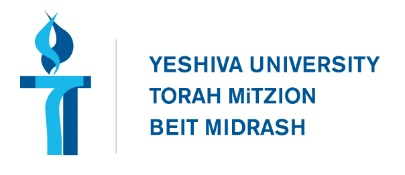 YESHIVA UNIVERSITY
TORAH MiTZION
BEIT MIDRASH